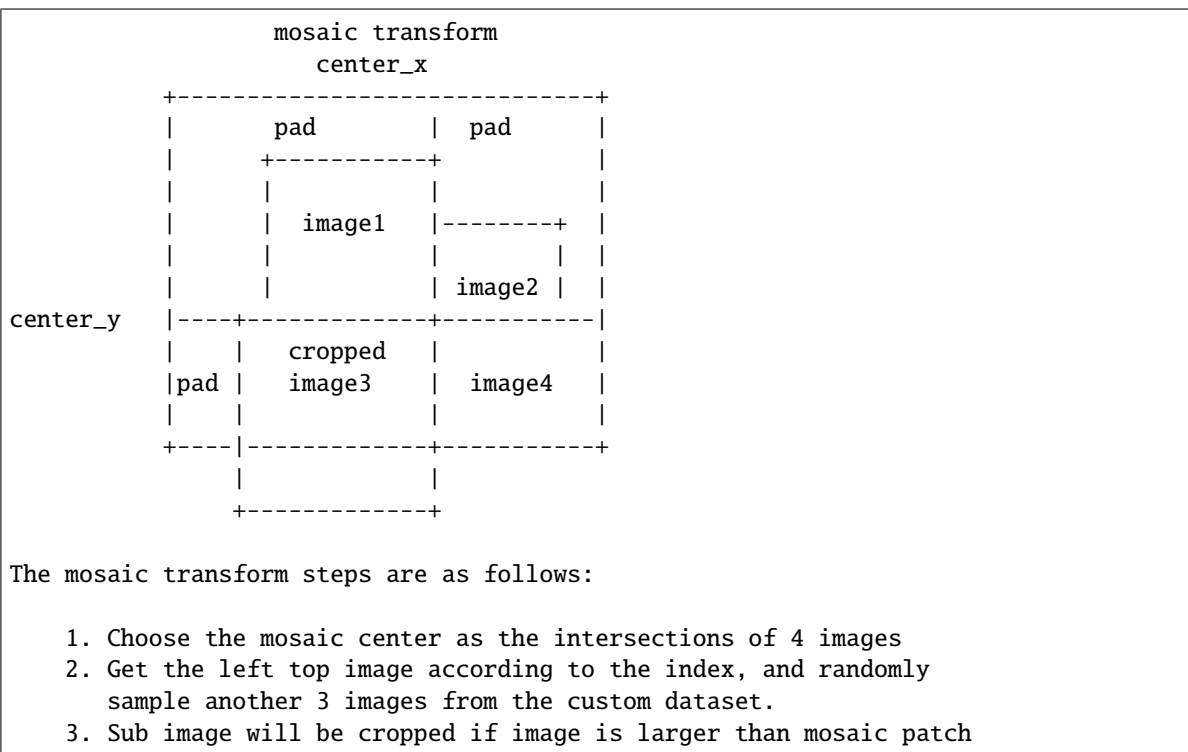 mosaic transform
center_x
+------------------------------+
| pad | pad |
| +-----------+ |
| | | |
| | image1 |--------+ |
| | | | |
| | | image2 | |
center_y |----+-------------+-----------|
| | cropped | |
|pad | image3 | image4 |
| | | |
+----|-------------+-----------+
| |
+-------------+
The mosaic transform steps are as follows:
1. Choose the mosaic center as the intersections of 4 images
2. Get the left top image according to the index, and randomly
sample another 3 images from the custom dataset.
3. Sub image will be cropped if image is larger than mosaic patch